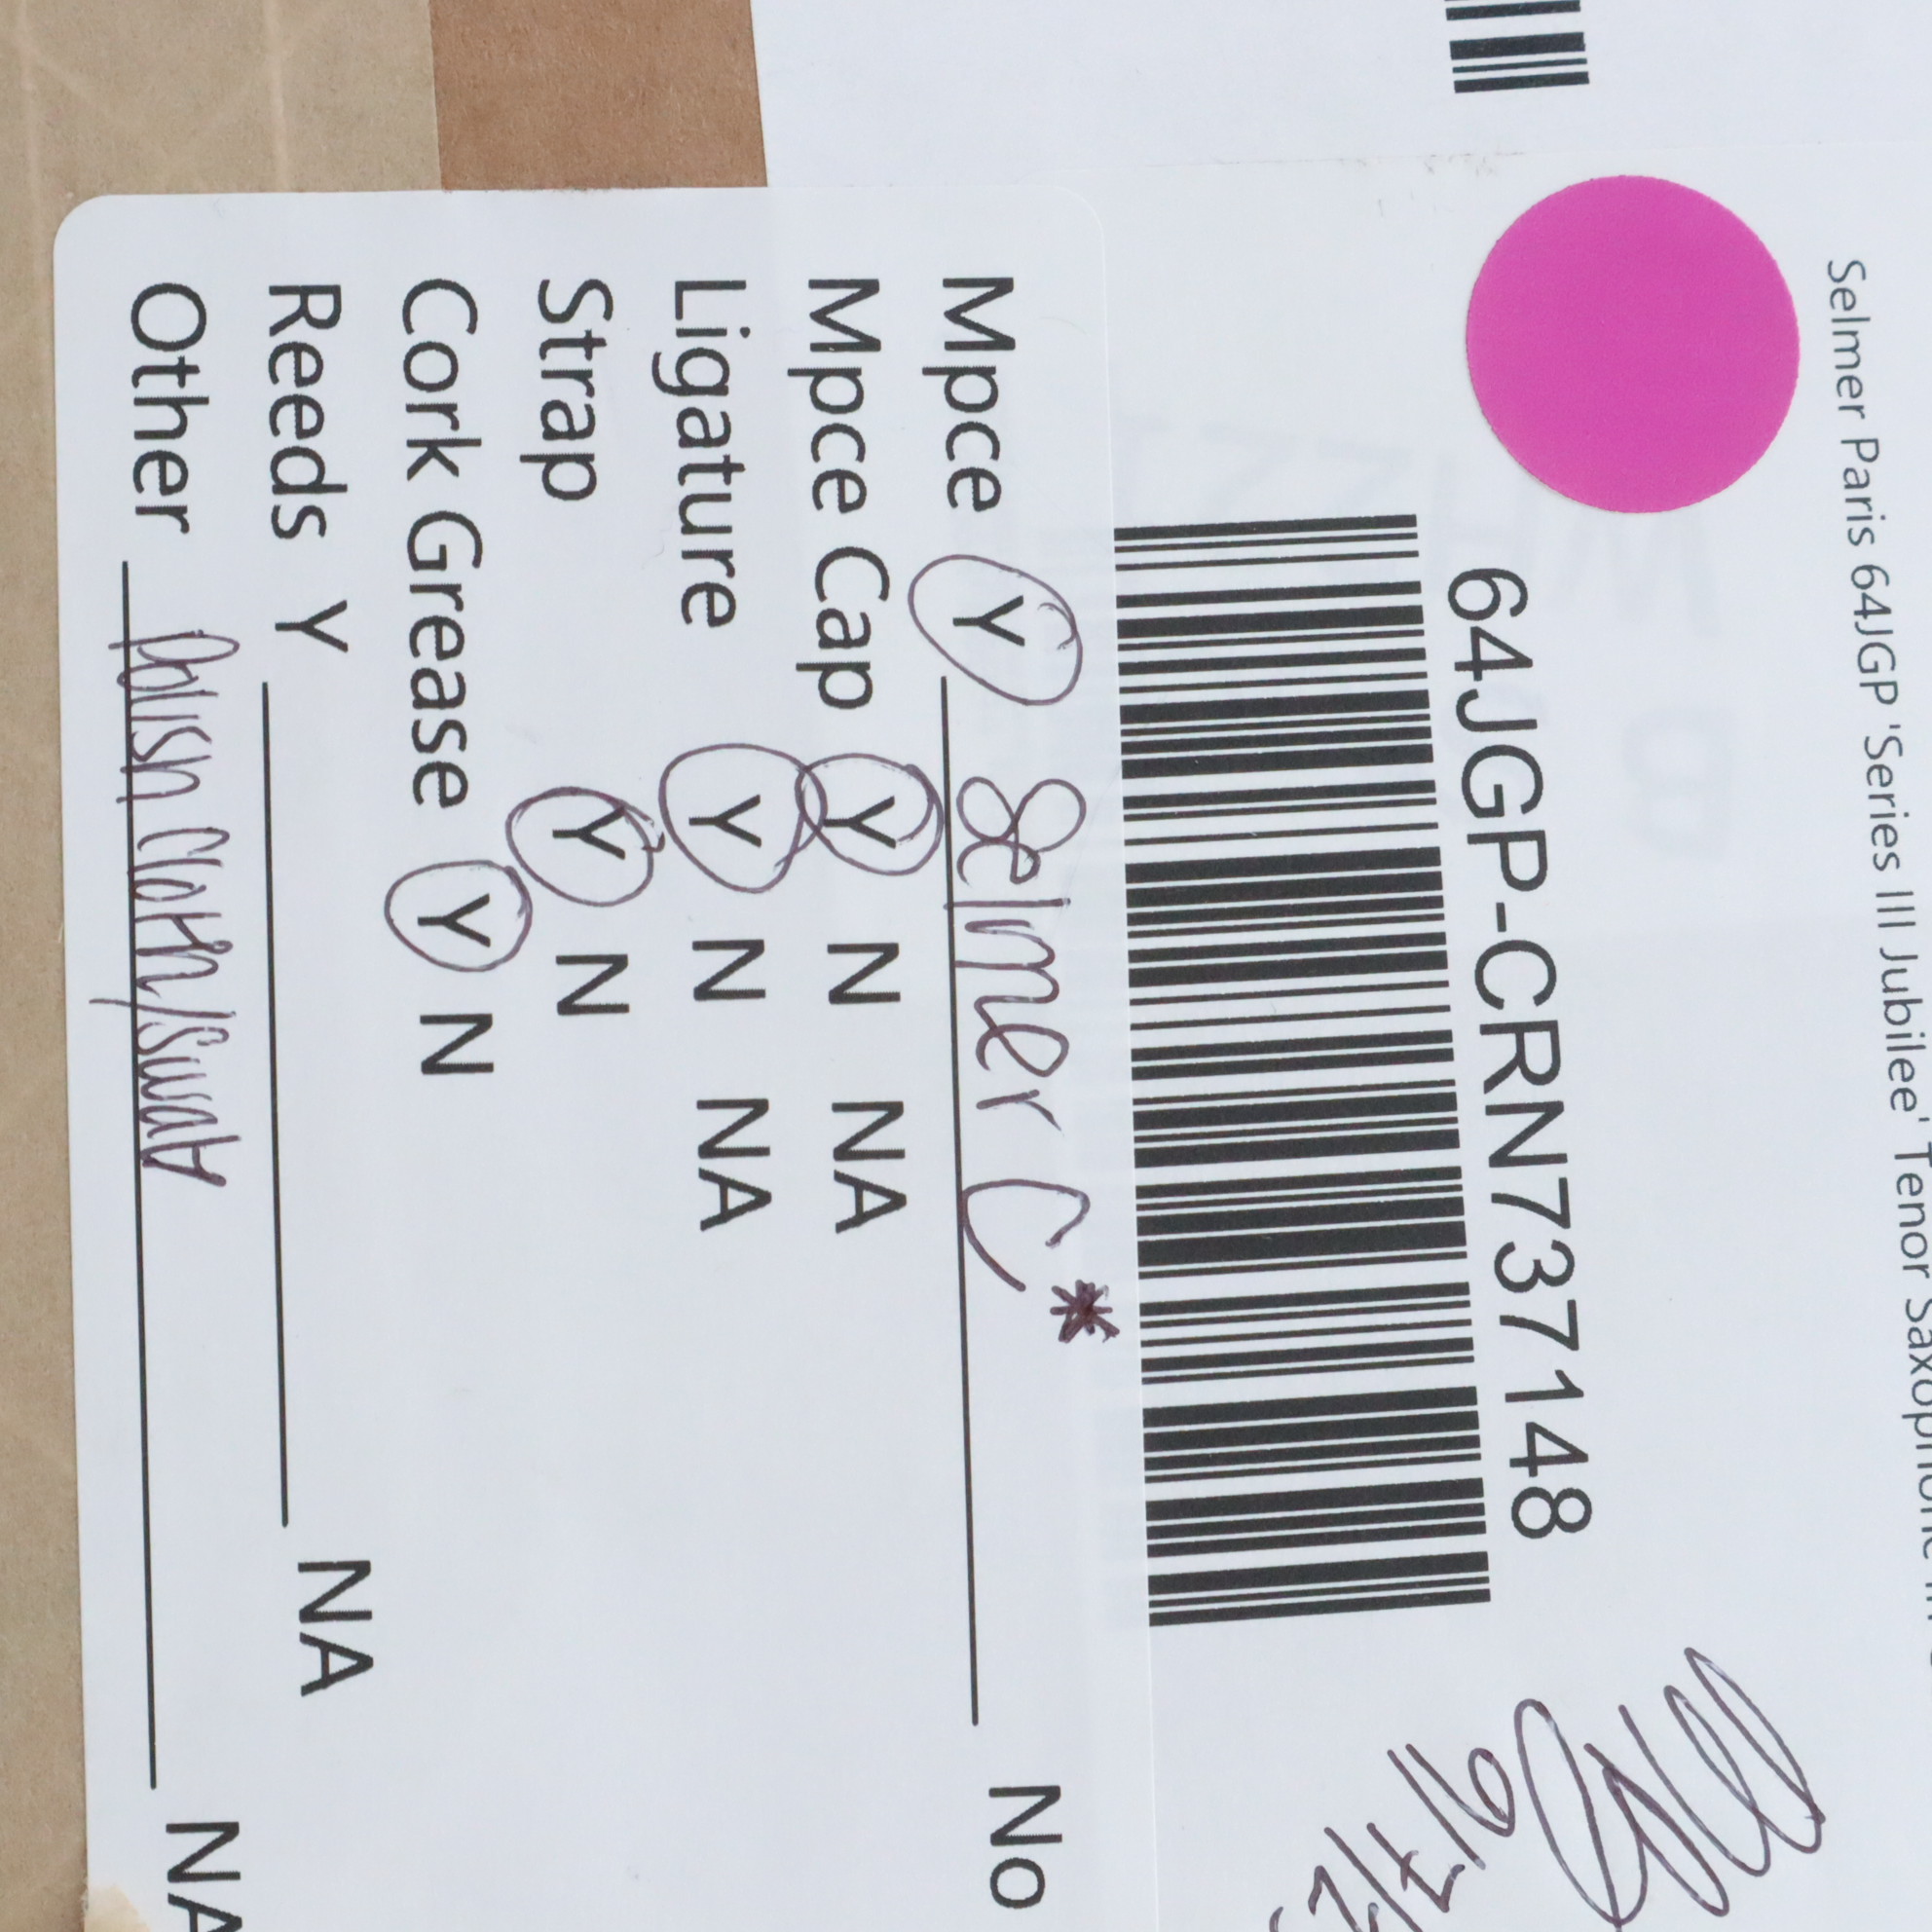 Selmer Paris 64JGP 'Series III Jubilee' Tenor Saxophone in
64JGP-CRN737148
Mpce Y Selmer C* No
Mpce Cap Y N NA
Ligature Y N NA
Strap Y N
Cork Grease Y N
Reeds Y NA
Other polish cloth/swab NA